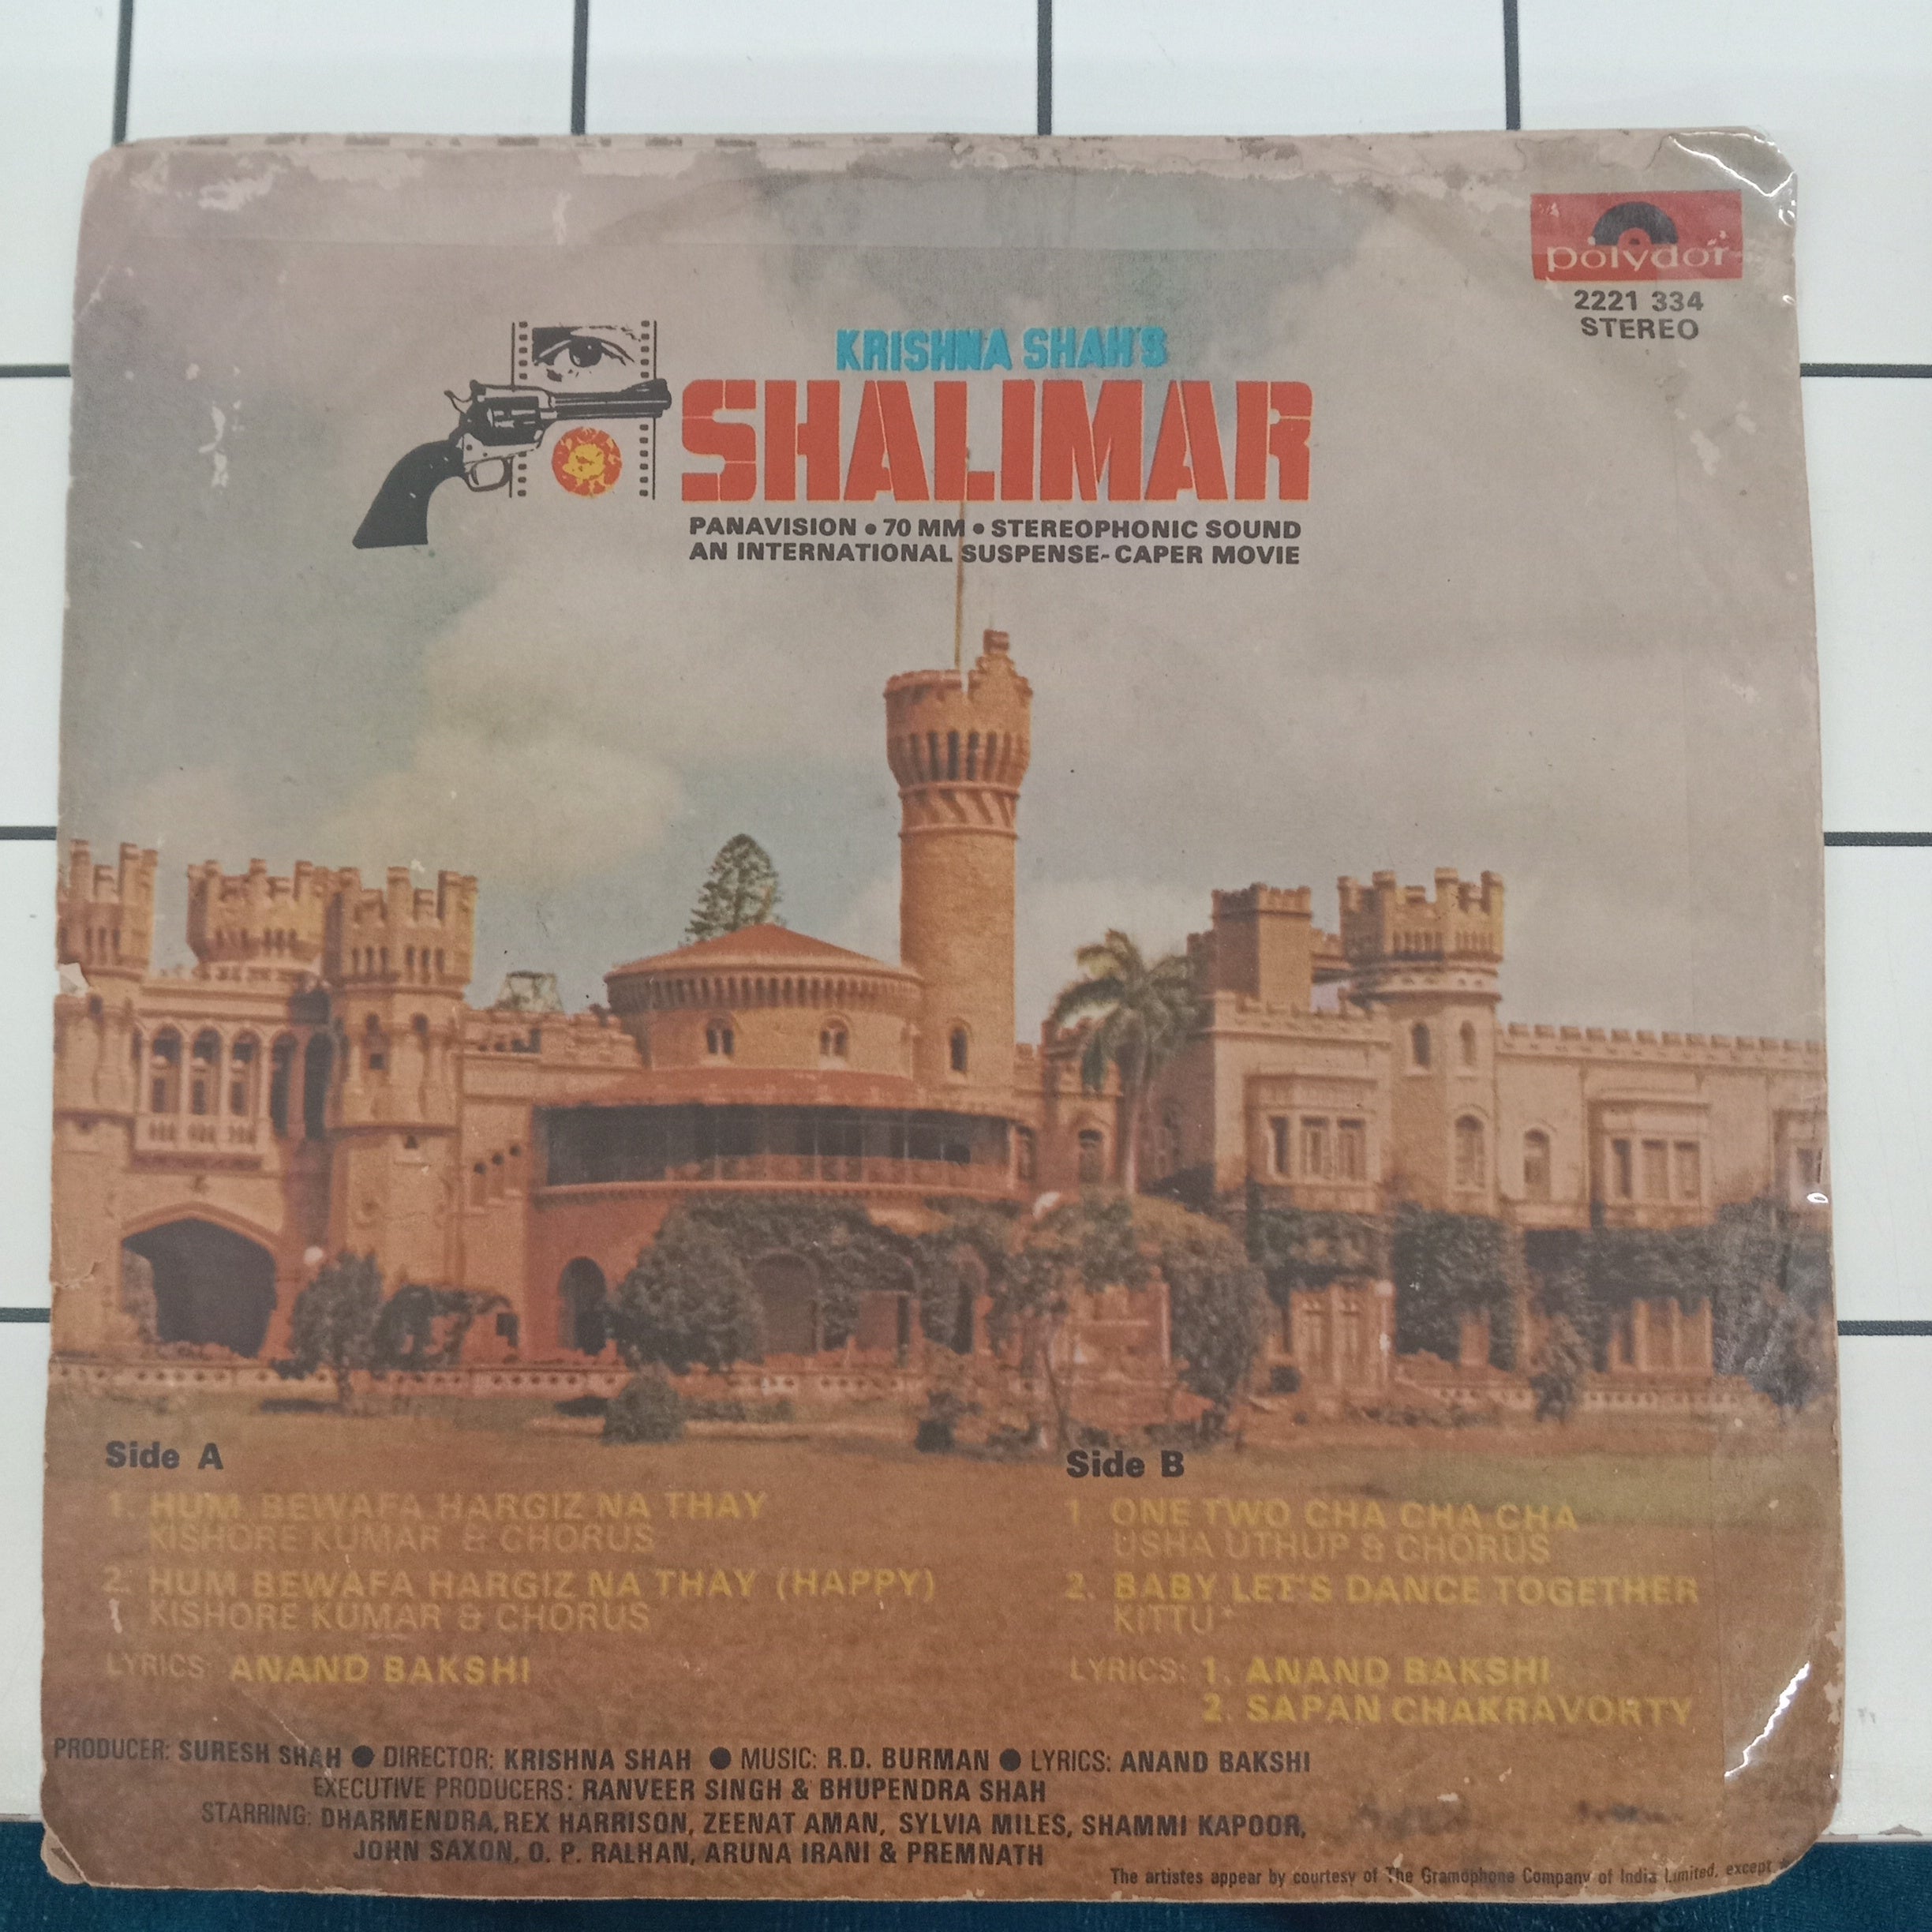 polydor
2221 334
STEREO
KRISHNA SHAH'S
SHALIMAR
PANAVISION • 70 MM • STEREOPHONIC SOUND
AN INTERNATIONAL SUSPENSE-CAPER MOVIE
Side A
1. HUM BEWAFA HARGIZ NA THAY
KISHORE KUMAR & CHORUS
2. HUM BEWAFA HARGIZ NA THAY (HAPPY)
KISHORE KUMAR & CHORUS
LYRICS: ANAND BAKSHI
Side B
1. ONE TWO CHA CHA CHA
USHA UTHUP & CHORUS
2. BABY LET'S DANCE TOGETHER
KITTU*
LYRICS: 1. ANAND BAKSHI
2. SAPAN CHAKRAVORTY
PRODUCER: SURESH SHAH ● DIRECTOR: KRISHNA SHAH ● MUSIC: R.D. BURMAN ● LYRICS: ANAND BAKSHI
EXECUTIVE PRODUCERS: RANVEER SINGH & BHUPENDRA SHAH
STARRING: DHARMENDRA, REX HARRISON, ZEENAT AMAN, SYLVIA MILES, SHAMMI KAPOOR,
JOHN SAXON, O. P. RALHAN, ARUNA IRANI & PREMNATH
The artistes appear by courtesy of The Gramophone Company of India Limited, except